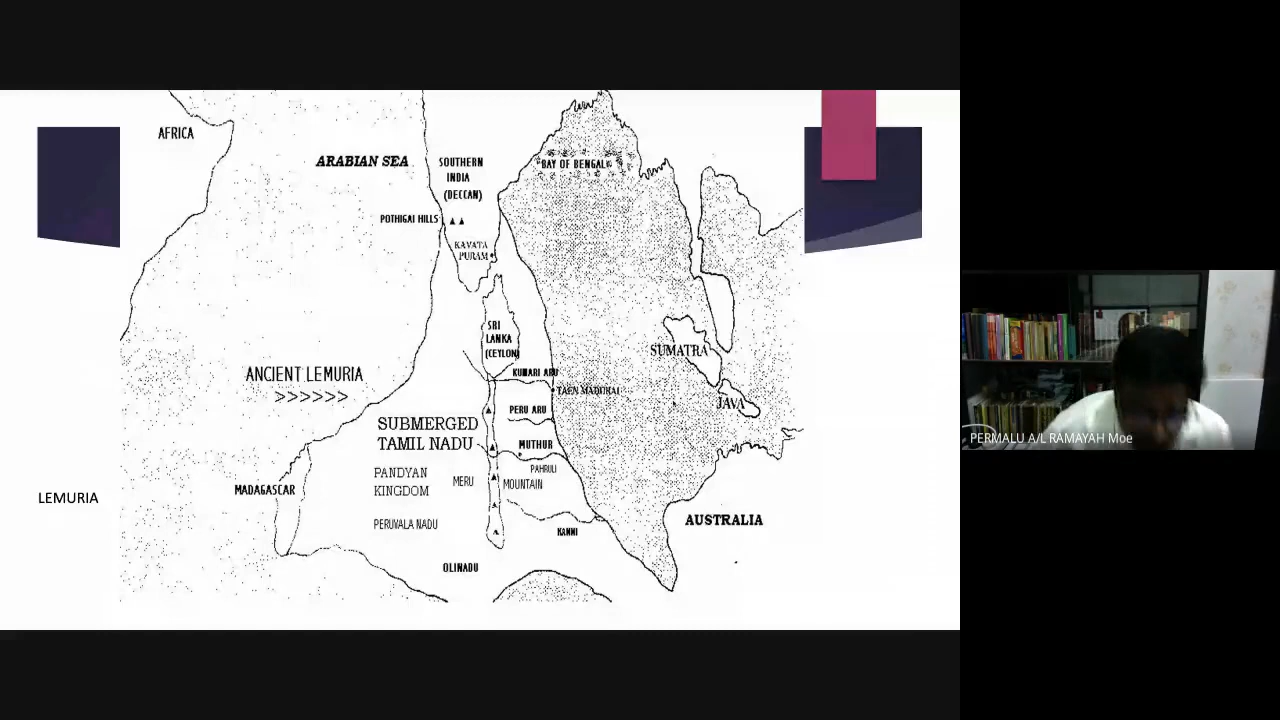 AFRICA
ARABIAN SEA
SOUTHERN
INDIA
(DECCAN)
"BAY OF BENGAL"
POTHIGAI HILLS
KAVATA
PURAM
SRI
LANKA
(CEYLON)
SUMATRA
ANCIENT LEMURIA
>>>>>>
KUMARI ARU
TAEN MADURAI
JAVA
PERU ARU
SUBMERGED
TAMIL NADU
MUTHUR
PAHRULI
PANDYAN
KINGDOM
MERU
MOUNTAIN
MADAGASCAR
LEMURIA
PERUVALA NADU
KANNI
AUSTRALIA
OLINADU
PERMALU A/L RAMAYAH Moe